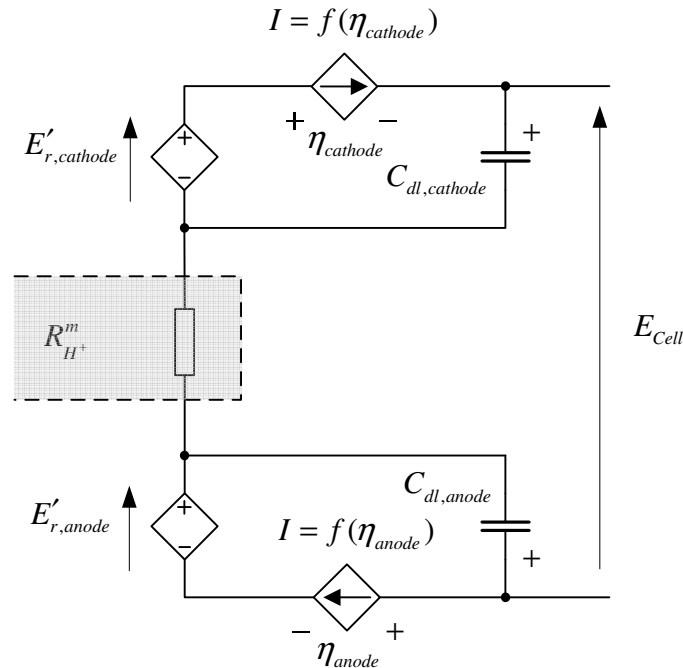 I = f(η_cathode)
+ −
η_cathode
E′_r,cathode
+
−
+
C_dl,cathode
R^m_H⁺
E_Cell
C_dl,anode
+
−
E′_r,anode
I = f(η_anode)
+
− +
η_anode